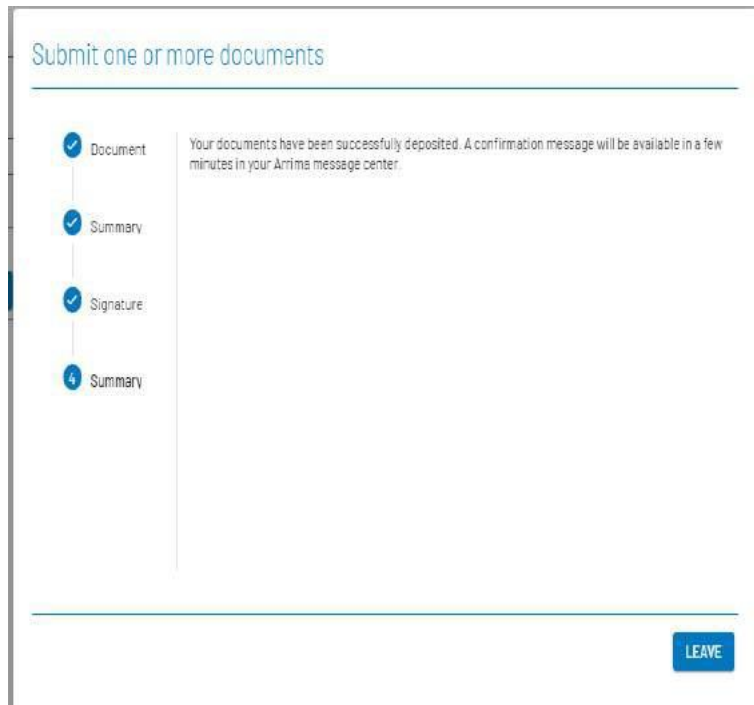 Submit one or more documents
Document
Your documents have been successfully deposited. A confirmation message will be available in a few
minutes in your Arrima message center.
Summary
Signature
4
Summary
LEAVE